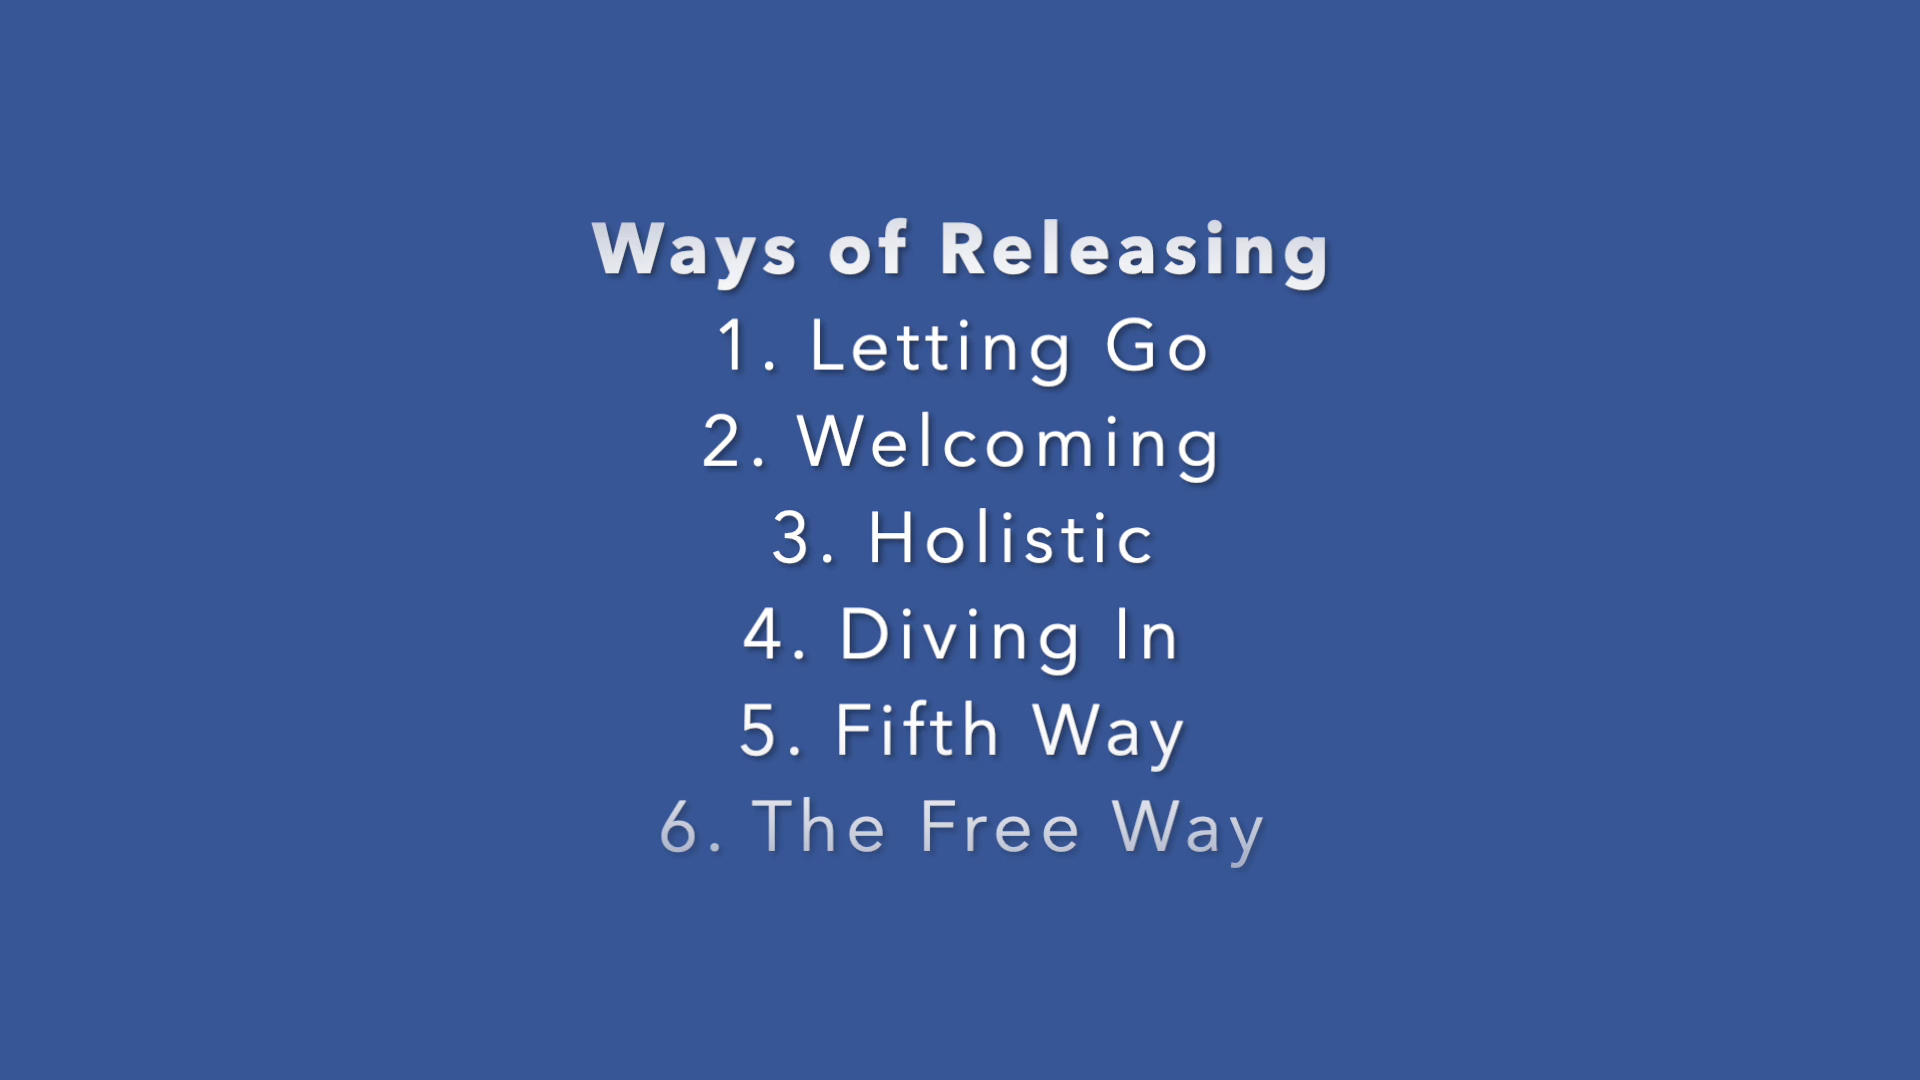 Ways of Releasing
1. Letting Go
2. Welcoming
3. Holistic
4. Diving In
5. Fifth Way
6. The Free Way